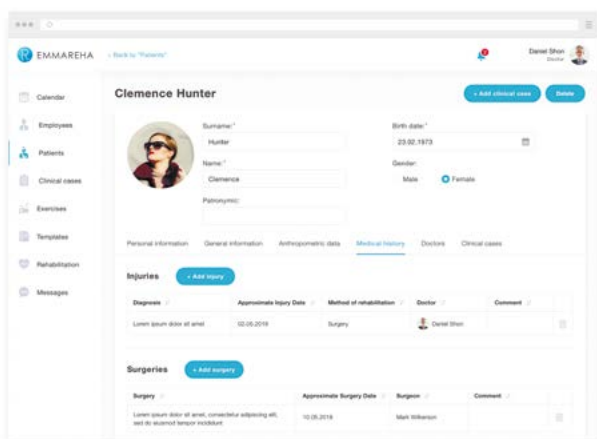 EMMAREHA
‹ Back to "Patients"
Daniel Shon
Doctor
Calendar
Employees
Patients
Clinical cases
Exercises
Templates
Rehabilitation
Messages
Clemence Hunter
+ Add clinical case
Delete
Surname:*
Hunter
Birth date:*
23.02.1973
Name:*
Clemence
Gender:
Male Female
Patronymic:
Personal information General information Anthropometric data Medical history Doctors Clinical cases
Injuries + Add injury
Diagnosis Approximate Injury Date Method of rehabilitation Doctor Comment
Lorem ipsum dolor sit amet 02.05.2019 Surgery Daniel Shon
Surgeries + Add surgery
Surgery Approximate Surgery Date Surgeon Comment
Lorem ipsum dolor sit amet, consectetur adipiscing elit,
sed do eiusmod tempor incididunt
10.05.2019 Mark Wilkerson